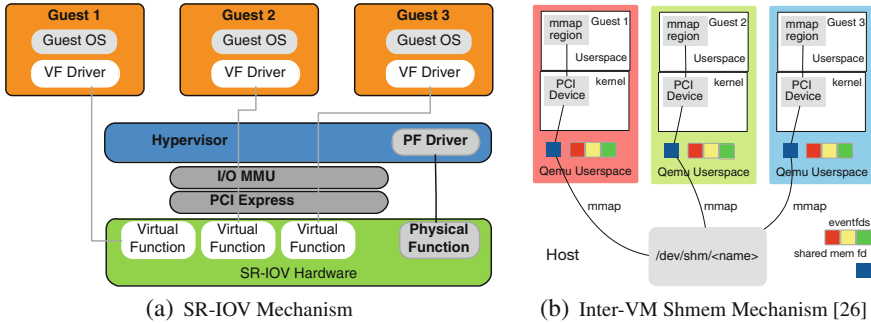 Guest 1
Guest OS
VF Driver
Guest 2
Guest OS
VF Driver
Guest 3
Guest OS
VF Driver
Hypervisor
PF Driver
I/O MMU
PCI Express
Virtual
Function
Virtual
Function
Virtual
Function
Physical
Function
SR-IOV Hardware
(a) SR-IOV Mechanism
mmap
region
Guest 1
Userspace
PCI
Device
kernel
Qemu Userspace
mmap
region
Guest 2
Userspace
PCI
Device
kernel
Qemu Userspace
mmap
region
Guest 3
Userspace
PCI
Device
kernel
Qemu Userspace
mmap
mmap
mmap
Host
/dev/shm/<name>
eventfds
shared mem fd
(b) Inter-VM Shmem Mechanism [26]